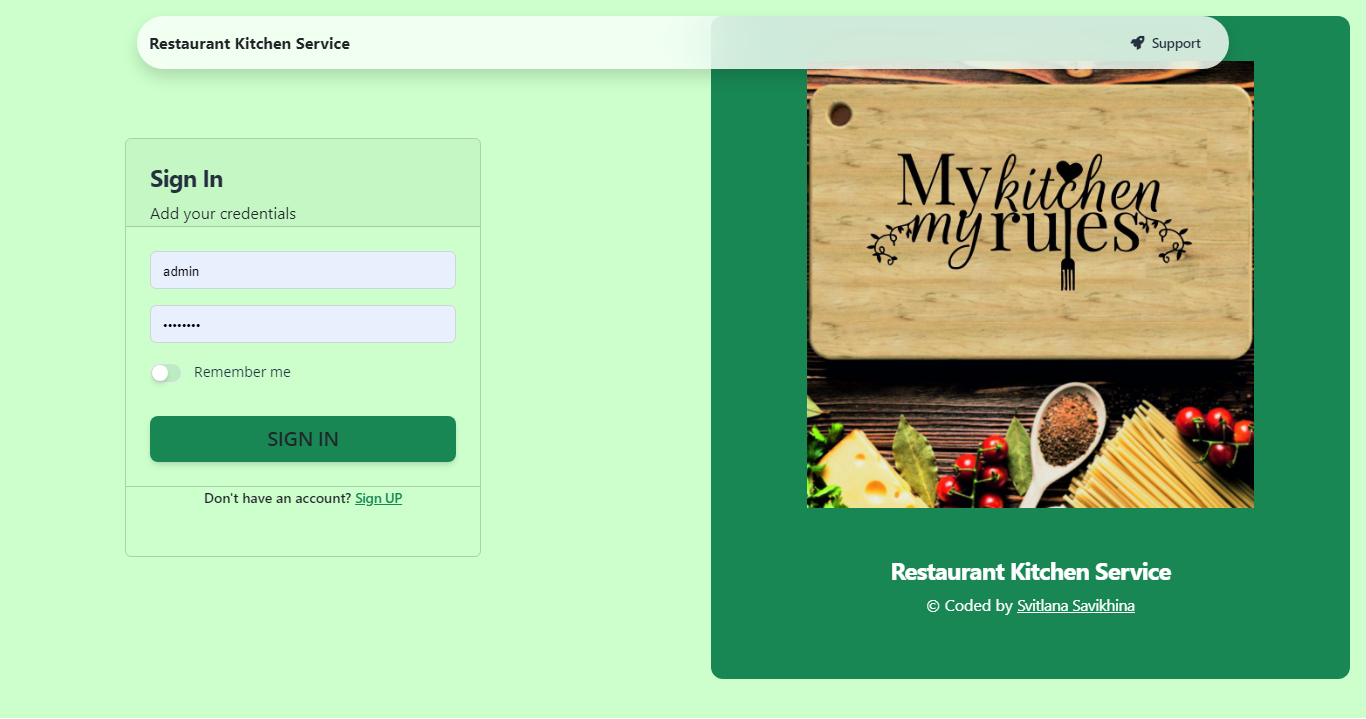 Restaurant Kitchen Service
Support
Sign In
Add your credentials
admin
••••••••
Remember me
SIGN IN
Don't have an account? Sign UP
My kitchen
my rules
Restaurant Kitchen Service
© Coded by Svitlana Savikhina